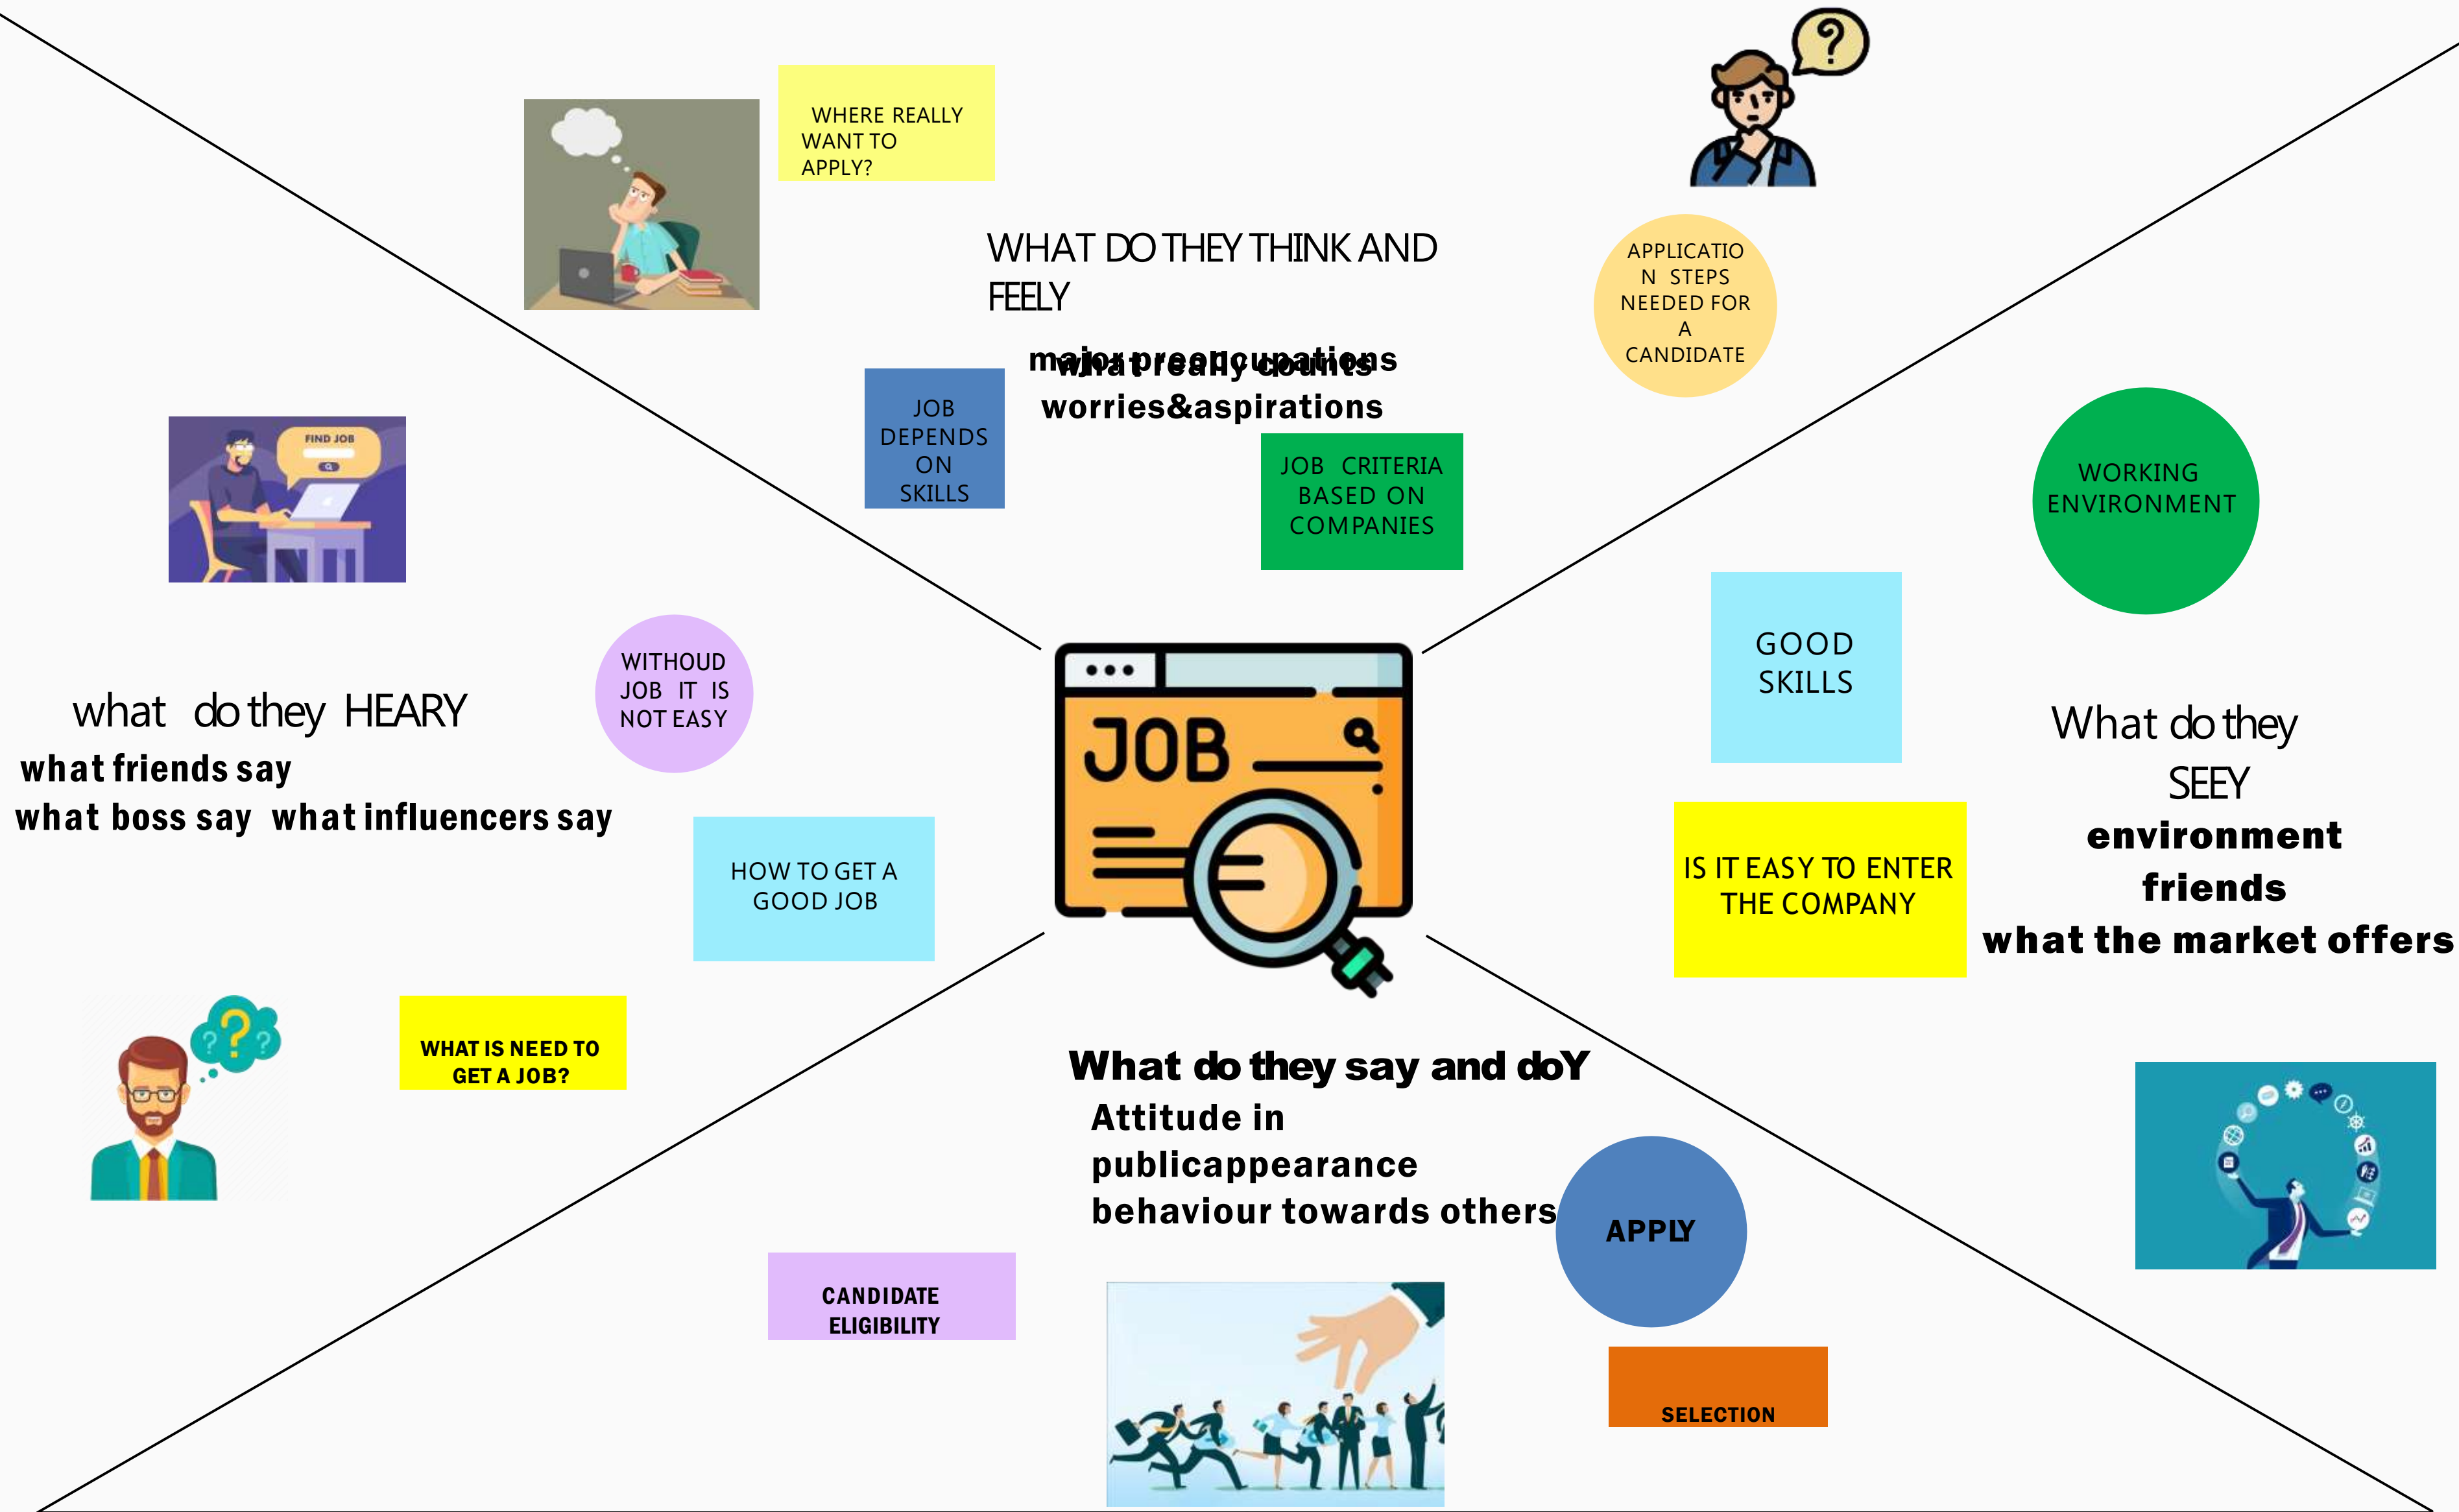 WHERE REALLY
WANT TO
APPLY?
WHAT DO THEY THINK AND
FEELY
major preoccupations
what really counts
worries&aspirations
APPLICATIO
N STEPS
NEEDED FOR
A
CANDIDATE
JOB
DEPENDS
ON
SKILLS
JOB CRITERIA
BASED ON
COMPANIES
FIND JOB
WITHOUD
JOB IT IS
NOT EASY
what do they HEARY
what friends say
what boss say what influencers say
HOW TO GET A
GOOD JOB
WHAT IS NEED TO
GET A JOB?
JOB
WORKING
ENVIRONMENT
GOOD
SKILLS
What do they
SEEY
environment
friends
what the market offers
IS IT EASY TO ENTER
THE COMPANY
What do they say and doY
Attitude in
publicappearance
behaviour towards others
APPLY
CANDIDATE
ELIGIBILITY
SELECTION